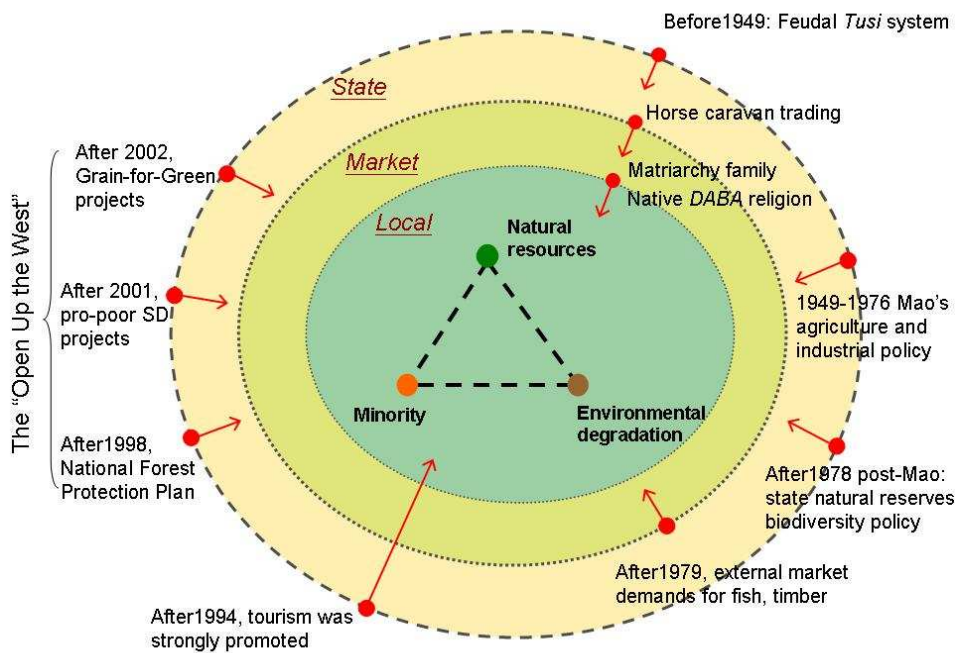 Before1949: Feudal Tusi system
State
Horse caravan trading
After 2002,
Grain-for-Green
projects
Market
Matriarchy family
Native DABA religion
Local
Natural
resources
The "Open Up the West"
After 2001,
pro-poor SD
projects
1949-1976 Mao's
agriculture and
industrial policy
Minority
Environmental
degradation
After1998,
National Forest
Protection Plan
After1978 post-Mao:
state natural reserves
biodiversity policy
After1979, external market
demands for fish, timber
After1994, tourism was
strongly promoted